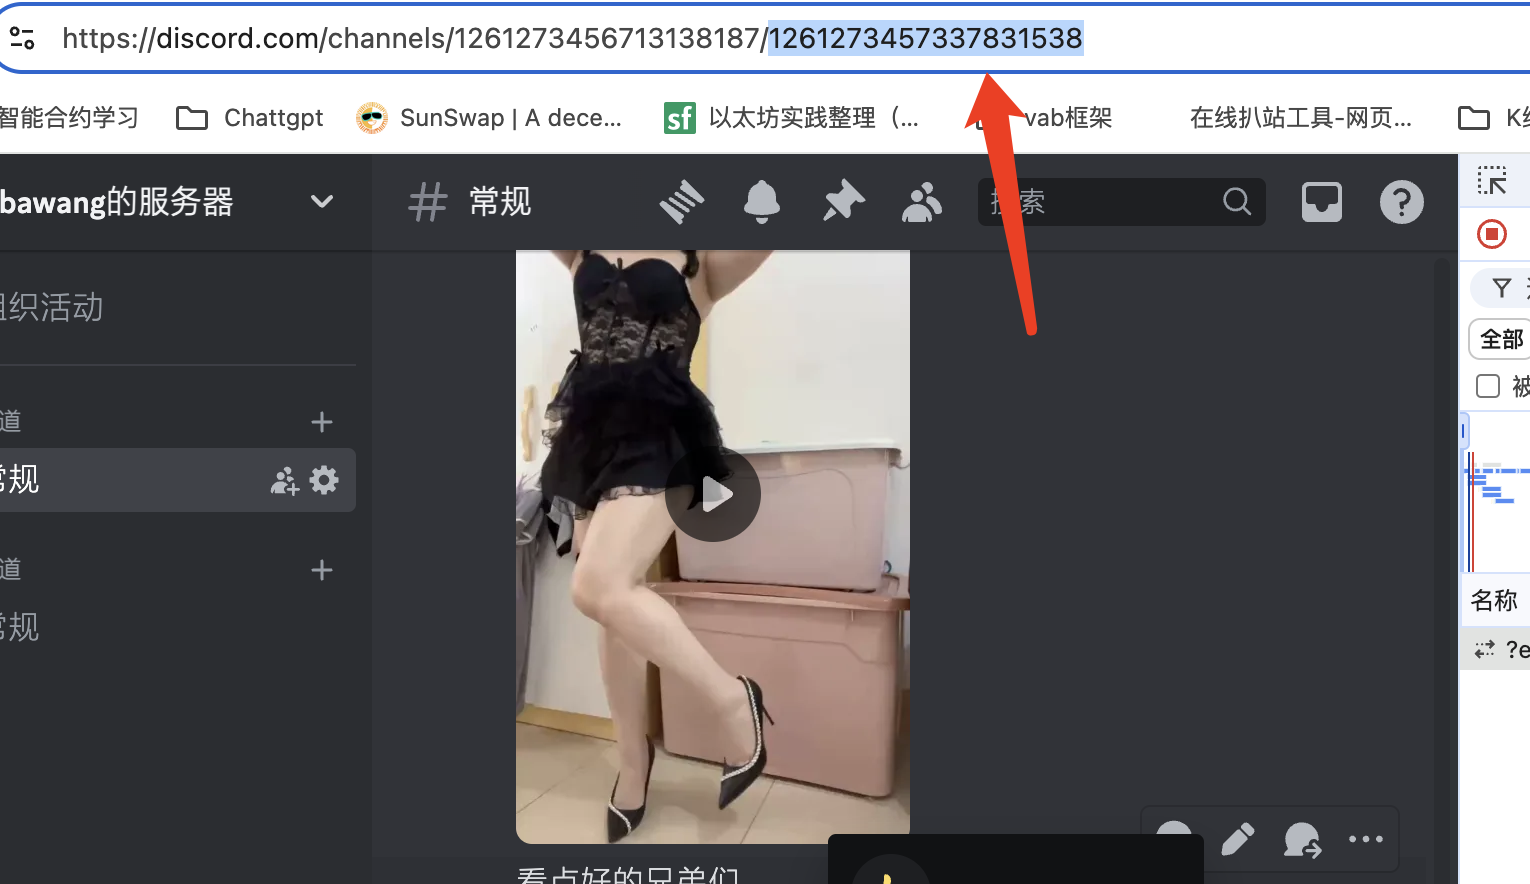 https://discord.com/channels/1261273456713138187/1261273457337831538
智能合约学习 Chattgpt SunSwap | A dece... sf 以太坊实践整理（... vab框架 在线扒站工具-网页... K
bawang的服务器 常规 索
组织活动
全部
道
被
常规
道
名称
常规
?e
看点好的兄弟们